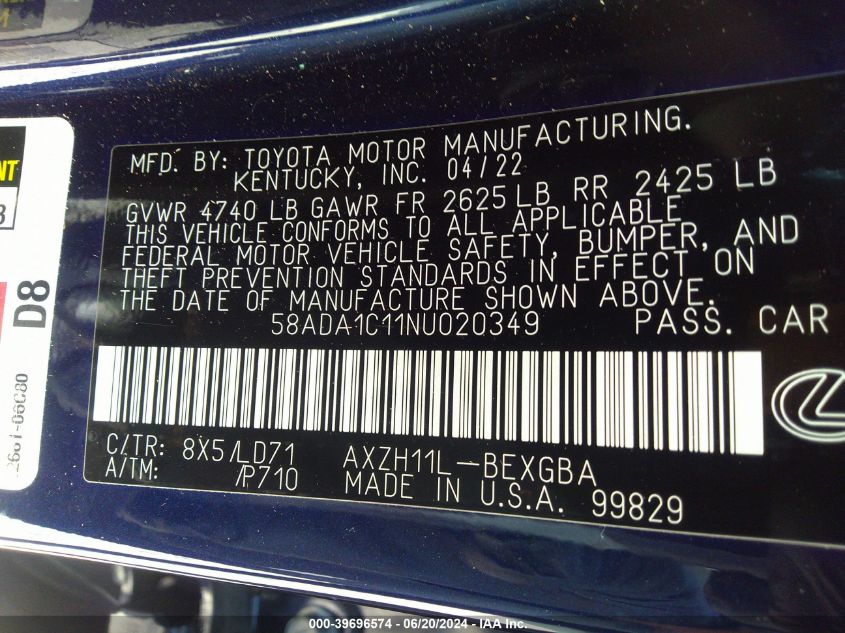 MFD. BY: TOYOTA MOTOR MANUFACTURING.
KENTUCKY, INC. 04/22
GVWR 4740 LB GAWR FR 2625 LB RR 2425 LB
THIS VEHICLE CONFORMS TO ALL APPLICABLE
FEDERAL MOTOR VEHICLE SAFETY, BUMPER, AND
THEFT PREVENTION STANDARDS IN EFFECT ON
THE DATE OF MANUFACTURE SHOWN ABOVE.
58ADA1C11NU020349 PASS. CAR
C/TR: 8X5/LD71 AXZH11L-BEXGBA
A/TM: /P710 MADE IN U.S.A. 99829
D8
000-39696574 / 06/20/2024 - IAA Inc.